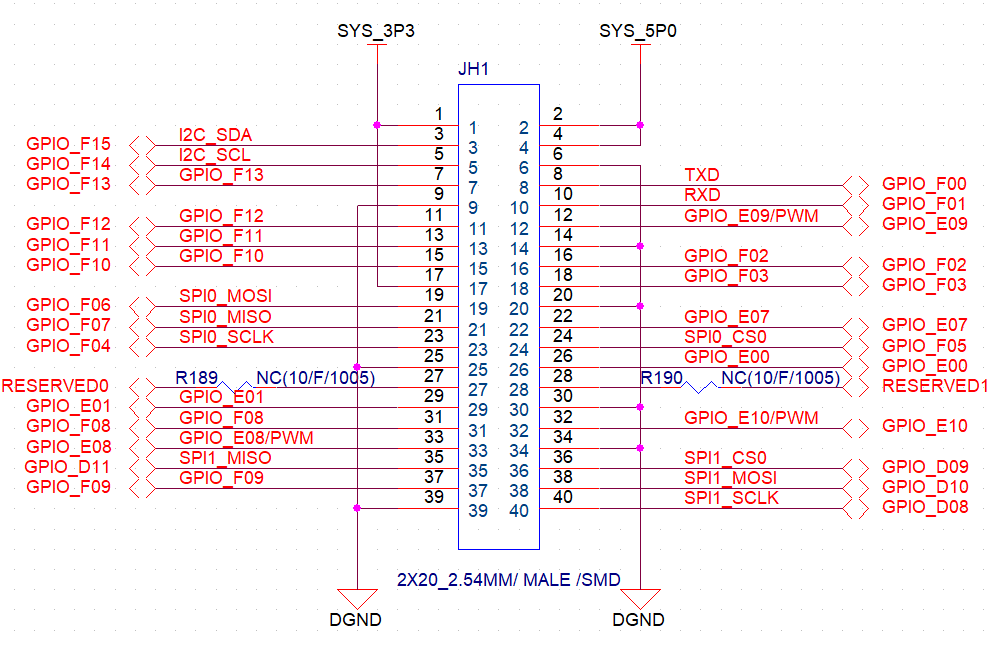 SYS_3P3 SYS_5P0
JH1
1 1 2 2
GPIO_F15 I2C_SDA 3 3 4 4
GPIO_F14 I2C_SCL 5 5 6 6
GPIO_F13 GPIO_F13 7 7 8 8 TXD GPIO_F00
9 9 10 10 RXD GPIO_F01
GPIO_F12 GPIO_F12 11 11 12 12 GPIO_E09/PWM GPIO_E09
GPIO_F11 GPIO_F11 13 13 14 14
GPIO_F10 GPIO_F10 15 15 16 16 GPIO_F02 GPIO_F02
17 17 18 18 GPIO_F03 GPIO_F03
GPIO_F06 SPI0_MOSI 19 19 20 20
GPIO_F07 SPI0_MISO 21 21 22 22 GPIO_E07 GPIO_E07
GPIO_F04 SPI0_SCLK 23 23 24 24 SPI0_CS0 GPIO_F05
25 25 26 26 GPIO_E00 GPIO_E00
RESERVED0 R189 NC(10/F/1005) 27 27 28 28 R190 NC(10/F/1005) RESERVED1
GPIO_E01 GPIO_E01 29 29 30 30
GPIO_F08 GPIO_F08 31 31 32 32 GPIO_E10/PWM GPIO_E10
GPIO_E08 GPIO_E08/PWM 33 33 34 34
GPIO_D11 SPI1_MISO 35 35 36 36 SPI1_CS0 GPIO_D09
GPIO_F09 GPIO_F09 37 37 38 38 SPI1_MOSI GPIO_D10
39 39 40 40 SPI1_SCLK GPIO_D08
2X20_2.54MM/ MALE /SMD
DGND DGND